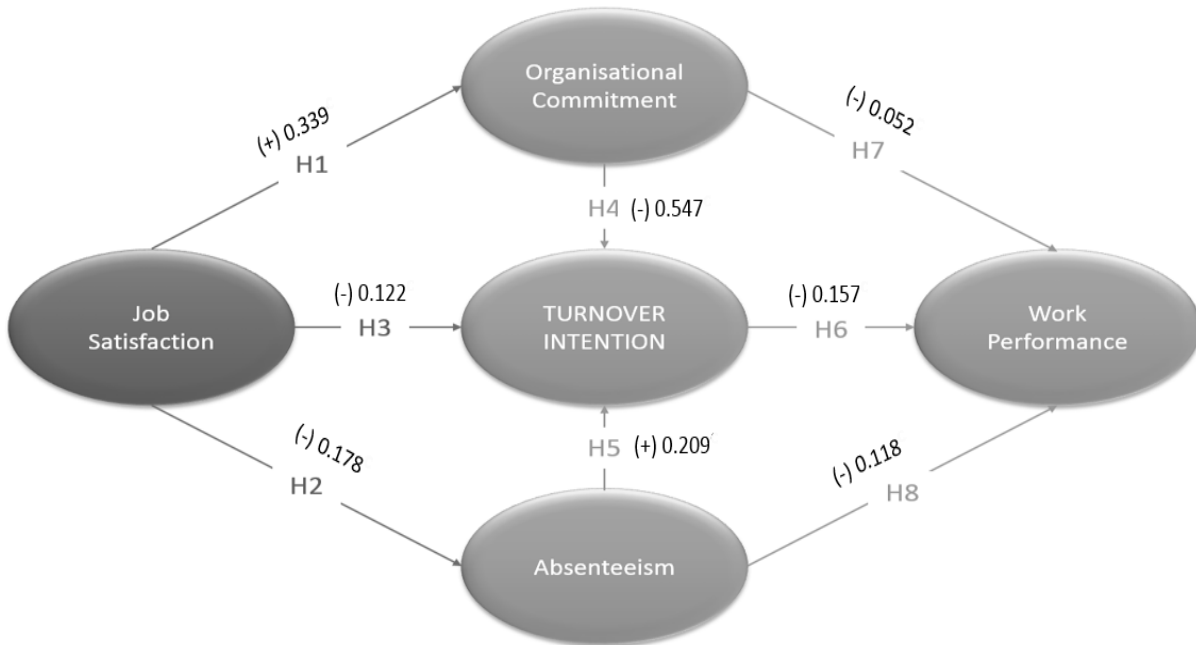 Organisational
Commitment
(+) 0.339
H1
(-) 0.052
H7
H4 (-) 0.547
Job
Satisfaction
(-) 0.122
H3
TURNOVER
INTENTION
(-) 0.157
H6
Work
Performance
(-) 0.178
H2
H5 (+) 0.209
(-) 0.118
H8
Absenteeism